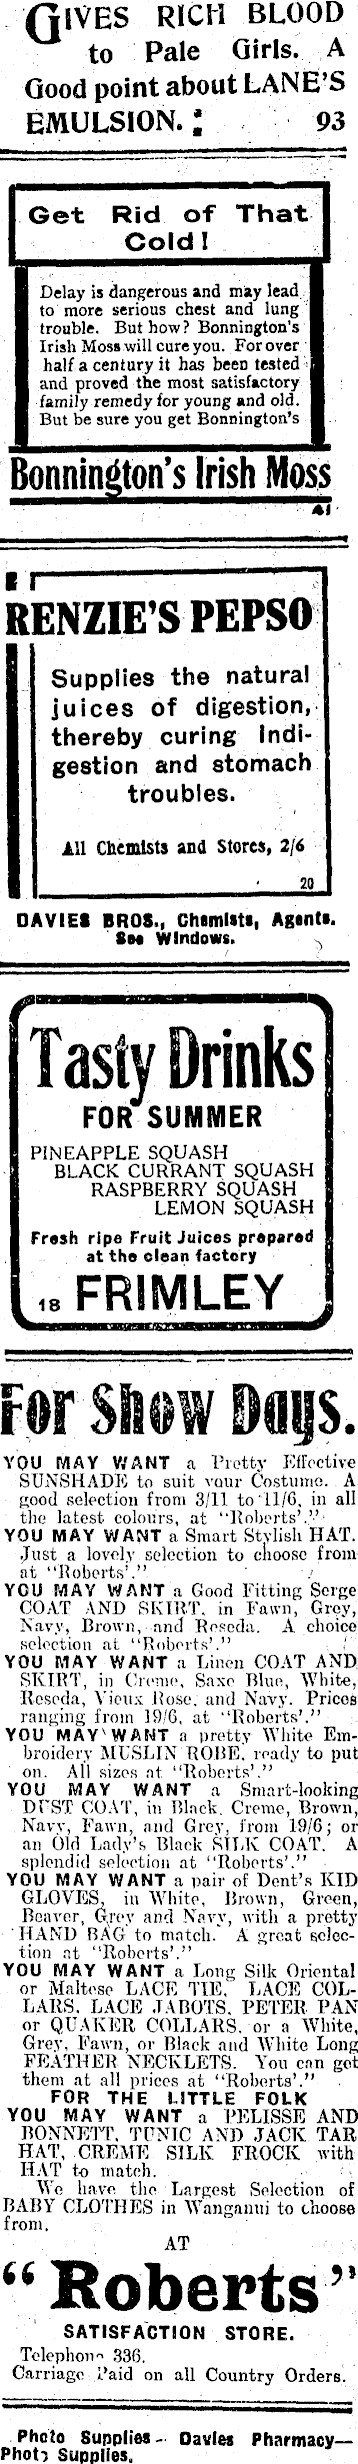 GIVES RICH BLOOD
to Pale Girls. A
Good point about LANE'S
EMULSION. 93
Get Rid of That
Cold!
Delay is dangerous and may lead
to more serious chest and lung
trouble. But how? Bonnington's
Irish Moss will cure you. For over
half a century it has been tested
and proved the most satisfactory
family remedy for young and old.
But be sure you get Bonnington's
Bonnington's Irish Moss
41
RENZIE'S PEPSO
Supplies the natural
juices of digestion,
thereby curing Indi-
gestion and stomach
troubles.
All Chemists and Stores, 2/6
20
DAVIES BROS., Chemists, Agents.
See Windows.
Tasty Drinks
FOR SUMMER
PINEAPPLE SQUASH
BLACK CURRANT SQUASH
RASPBERRY SQUASH
LEMON SQUASH
Fresh ripe Fruit Juices prepared
at the clean factory
18 FRIMLEY
For Show Days.
YOU MAY WANT a Pretty Effective
SUNSHADE to suit your Costume. A
good selection from 3/11 to 11/6, in all
the latest colours, at "Roberts'."
YOU MAY WANT a Smart Stylish HAT.
Just a lovely selection to choose from
at "Roberts'."
YOU MAY WANT a Good Fitting Serge
COAT AND SKIRT, in Fawn, Grey,
Navy, Brown, and Reseda. A choice
selection at "Roberts'."
YOU MAY WANT a Linen COAT AND
SKIRT, in Creme, Saxe Blue, White,
Reseda, Vieux Rose, and Navy. Prices
ranging from 19/6, at "Roberts'."
YOU MAY WANT a pretty White Em-
broidery MUSLIN ROBE, ready to put
on. All sizes at "Roberts'."
YOU MAY WANT a Smart-looking
DUST COAT, in Black, Creme, Brown,
Navy, Fawn, and Grey, from 19/6; or
an Old Lady's Black SILK COAT. A
splendid selection at "Roberts'."
YOU MAY WANT a pair of Dent's KID
GLOVES, in White, Brown, Green,
Beaver, Grey and Navy, with a pretty
HAND BAG to match. A great selec-
tion at "Roberts'."
YOU MAY WANT a Long Silk Oriental
or Maltese LACE TIE, LACE COL-
LARS, LACE JABOTS, PETER PAN
or QUAKER COLLARS, or a White,
Grey, Fawn, or Black and White Long
FEATHER NECKLETS. You can get
them at all prices at "Roberts'."
FOR THE LITTLE FOLK
YOU MAY WANT a PELISSE AND
BONNETT, TUNIC AND JACK TAR
HAT, CREME SILK FROCK with
HAT to match.
We have the Largest Selection of
BABY CLOTHES in Wanganui to choose
from.
AT
"Roberts'"
SATISFACTION STORE.
Telephone 336.
Carriage Paid on all Country Orders.
Photo Supplies - Davies Pharmacy—
Photo Supplies.